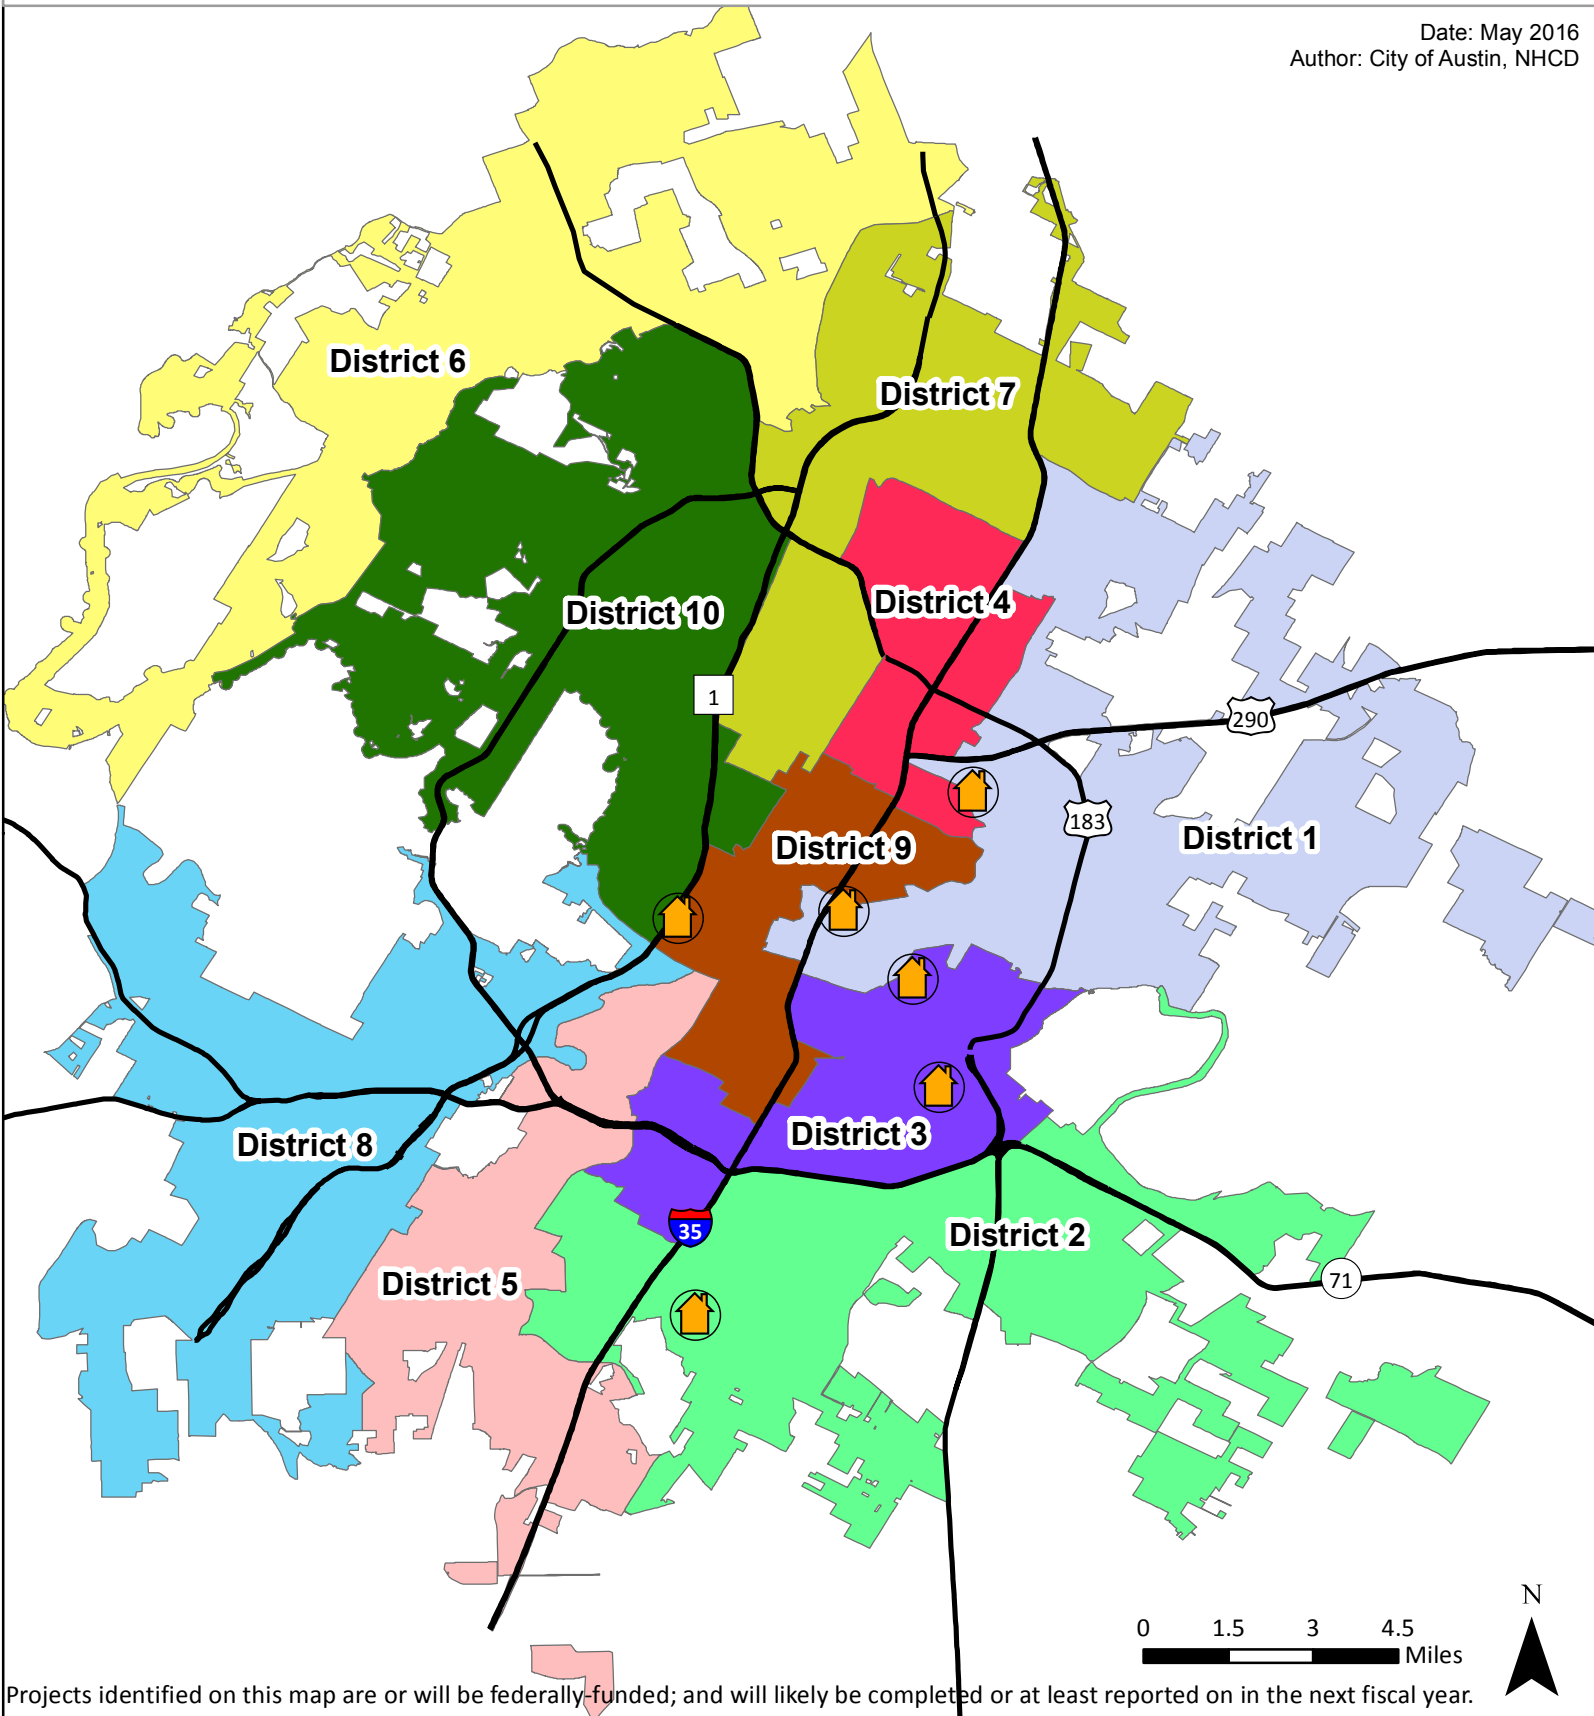 Date: May 2016
Author: City of Austin, NHCD
District 6
District 7
District 4
District 10
1
290
183
District 1
District 9
District 3
District 8
35
District 2
71
District 5
N
0 1.5 3 4.5
Miles
Projects identified on this map are or will be federally-funded; and will likely be completed or at least reported on in the next fiscal year.